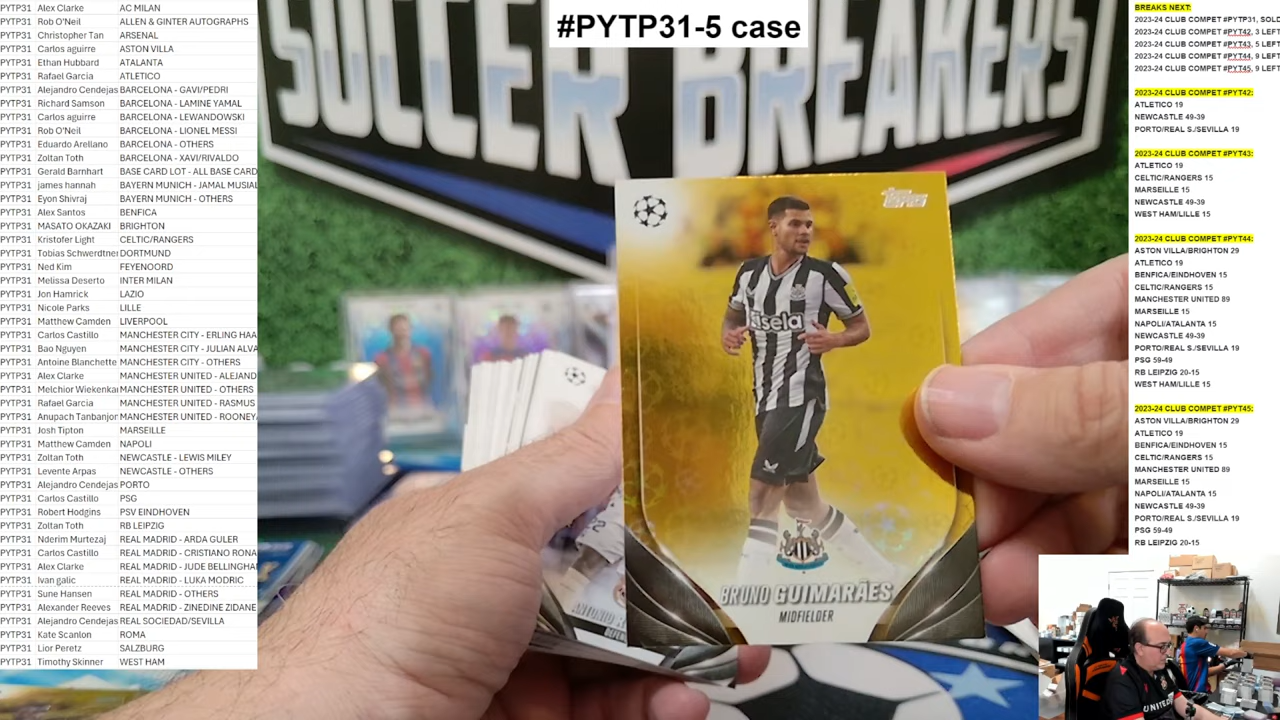 PYTP31 Alex Clarke AC MILAN
PYTP31 Rob O'Neil ALLEN & GINTER AUTOGRAPHS
PYTP31 Christopher Tan ARSENAL
PYTP31 Carlos aguirre ASTON VILLA
PYTP31 Ethan Hubbard ATALANTA
PYTP31 Rafael Garcia ATLETICO
PYTP31 Alejandro Cendejas BARCELONA - GAVI/PEDRI
PYTP31 Richard Samson BARCELONA - LAMINE YAMAL
PYTP31 Carlos aguirre BARCELONA - LEWANDOWSKI
PYTP31 Rob O'Neil BARCELONA - LIONEL MESSI
PYTP31 Eduardo Arellano BARCELONA - OTHERS
PYTP31 Zoltan Toth BARCELONA - XAVI/RIVALDO
PYTP31 Gerald Barnhart BASE CARD LOT - ALL BASE CARD
PYTP31 james hannah BAYERN MUNICH - JAMAL MUSIAL
PYTP31 Eyon Shivraj BAYERN MUNICH - OTHERS
PYTP31 Alex Santos BENFICA
PYTP31 MASATO OKAZAKI BRIGHTON
PYTP31 Kristofer Light CELTIC/RANGERS
PYTP31 Tobias Schwerdtner DORTMUND
PYTP31 Ned Kim FEYENOORD
PYTP31 Melissa Deserto INTER MILAN
PYTP31 Jon Hamrick LAZIO
PYTP31 Nicole Parks LILLE
PYTP31 Matthew Camden LIVERPOOL
PYTP31 Carlos Castillo MANCHESTER CITY - ERLING HAA
PYTP31 Bao Nguyen MANCHESTER CITY - JULIAN ALVA
PYTP31 Antoine Blanchette MANCHESTER CITY - OTHERS
PYTP31 Alex Clarke MANCHESTER UNITED - ALEJAND
PYTP31 Melchior Wiekenkar MANCHESTER UNITED - OTHERS
PYTP31 Rafael Garcia MANCHESTER UNITED - RASMUS
PYTP31 Anupach Tanbanjor MANCHESTER UNITED - ROONEY
PYTP31 Josh Tipton MARSEILLE
PYTP31 Matthew Camden NAPOLI
PYTP31 Zoltan Toth NEWCASTLE - LEWIS MILEY
PYTP31 Levente Arpas NEWCASTLE - OTHERS
PYTP31 Alejandro Cendejas PORTO
PYTP31 Carlos Castillo PSG
PYTP31 Robert Hodgins PSV EINDHOVEN
PYTP31 Zoltan Toth RB LEIPZIG
PYTP31 Nderim Murtezaj REAL MADRID - ARDA GULER
PYTP31 Carlos Castillo REAL MADRID - CRISTIANO RONA
PYTP31 Alex Clarke REAL MADRID - JUDE BELLINGHA
PYTP31 Ivan galic REAL MADRID - LUKA MODRIC
PYTP31 Sune Hansen REAL MADRID - OTHERS
PYTP31 Alexander Reeves REAL MADRID - ZINEDINE ZIDANE
PYTP31 Alejandro Cendejas REAL SOCIEDAD/SEVILLA
PYTP31 Kate Scanlon ROMA
PYTP31 Lior Peretz SALZBURG
PYTP31 Timothy Skinner WEST HAM
#PYTP31-5 case
SOCCER BREAKERS
topps
sela
BRUNO GUIMARÃES
MIDFIELDER
ANTONIO
BREAKS NEXT:
2023-24 CLUB COMPET #PYTP31, SOLD
2023-24 CLUB COMPET #PYT42, 3 LEFT
2023-24 CLUB COMPET #PYT43, 5 LEFT
2023-24 CLUB COMPET #PYT44, 9 LEFT
2023-24 CLUB COMPET #PYT45, 9 LEFT
2023-24 CLUB COMPET #PYT42:
ATLETICO 19
NEWCASTLE 49-39
PORTO/REAL S./SEVILLA 19
2023-24 CLUB COMPET #PYT43:
ATLETICO 19
CELTIC/RANGERS 15
MARSEILLE 15
NEWCASTLE 49-39
WEST HAM/LILLE 15
2023-24 CLUB COMPET #PYT44:
ASTON VILLA/BRIGHTON 29
ATLETICO 19
BENFICA/EINDHOVEN 15
CELTIC/RANGERS 15
MANCHESTER UNITED 89
MARSEILLE 15
NAPOLI/ATALANTA 15
NEWCASTLE 49-39
PORTO/REAL S./SEVILLA 19
PSG 59-49
RB LEIPZIG 20-15
WEST HAM/LILLE 15
2023-24 CLUB COMPET #PYT45:
ASTON VILLA/BRIGHTON 29
ATLETICO 19
BENFICA/EINDHOVEN 15
CELTIC/RANGERS 15
MANCHESTER UNITED 89
MARSEILLE 15
NAPOLI/ATALANTA 15
NEWCASTLE 49-39
PORTO/REAL S./SEVILLA 19
PSG 59-49
RB LEIPZIG 20-15
UNITED